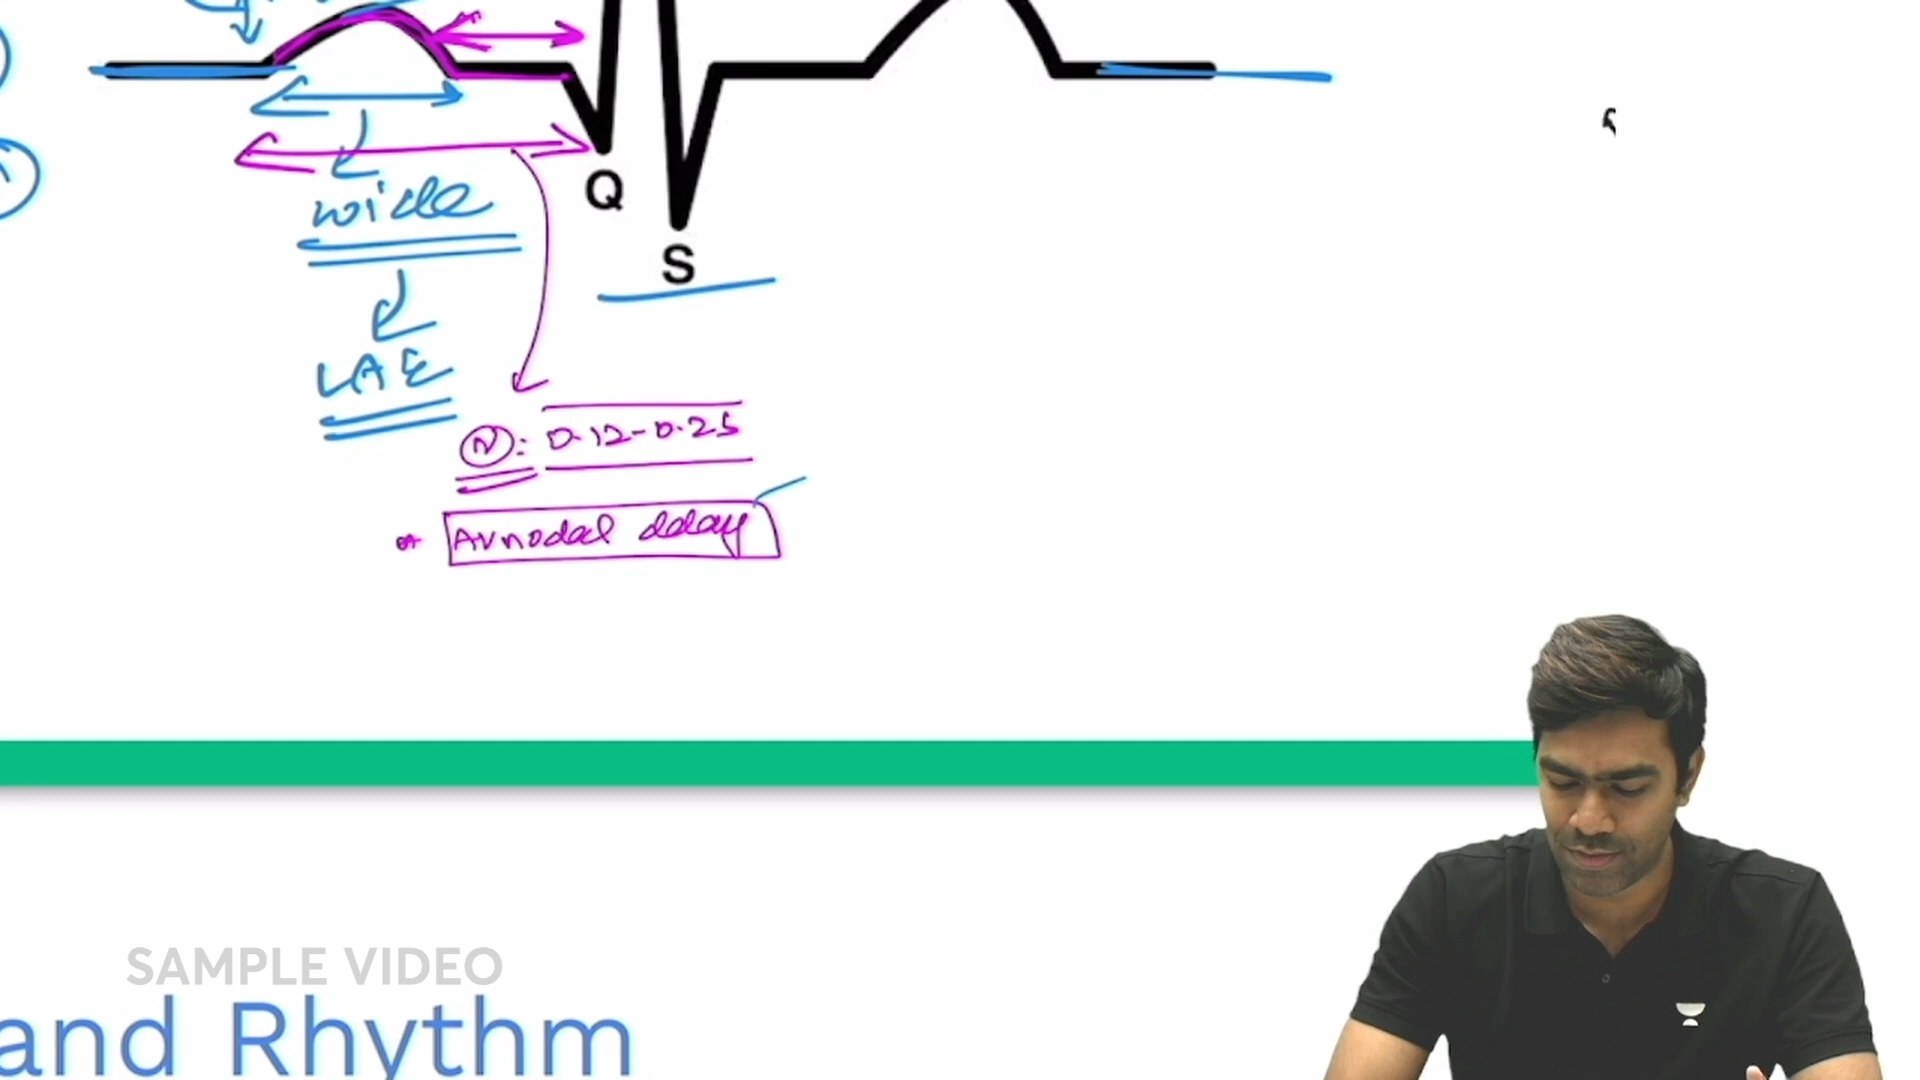 Q
wide
S
LAE
N: 0.12-0.25
AV nodal delay
SAMPLE VIDEO
and Rhythm